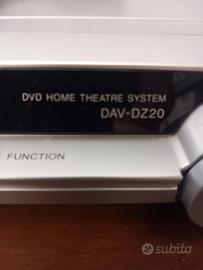 DVD HOME THEATRE SYSTEM
DAV-DZ20
FUNCTION
subito